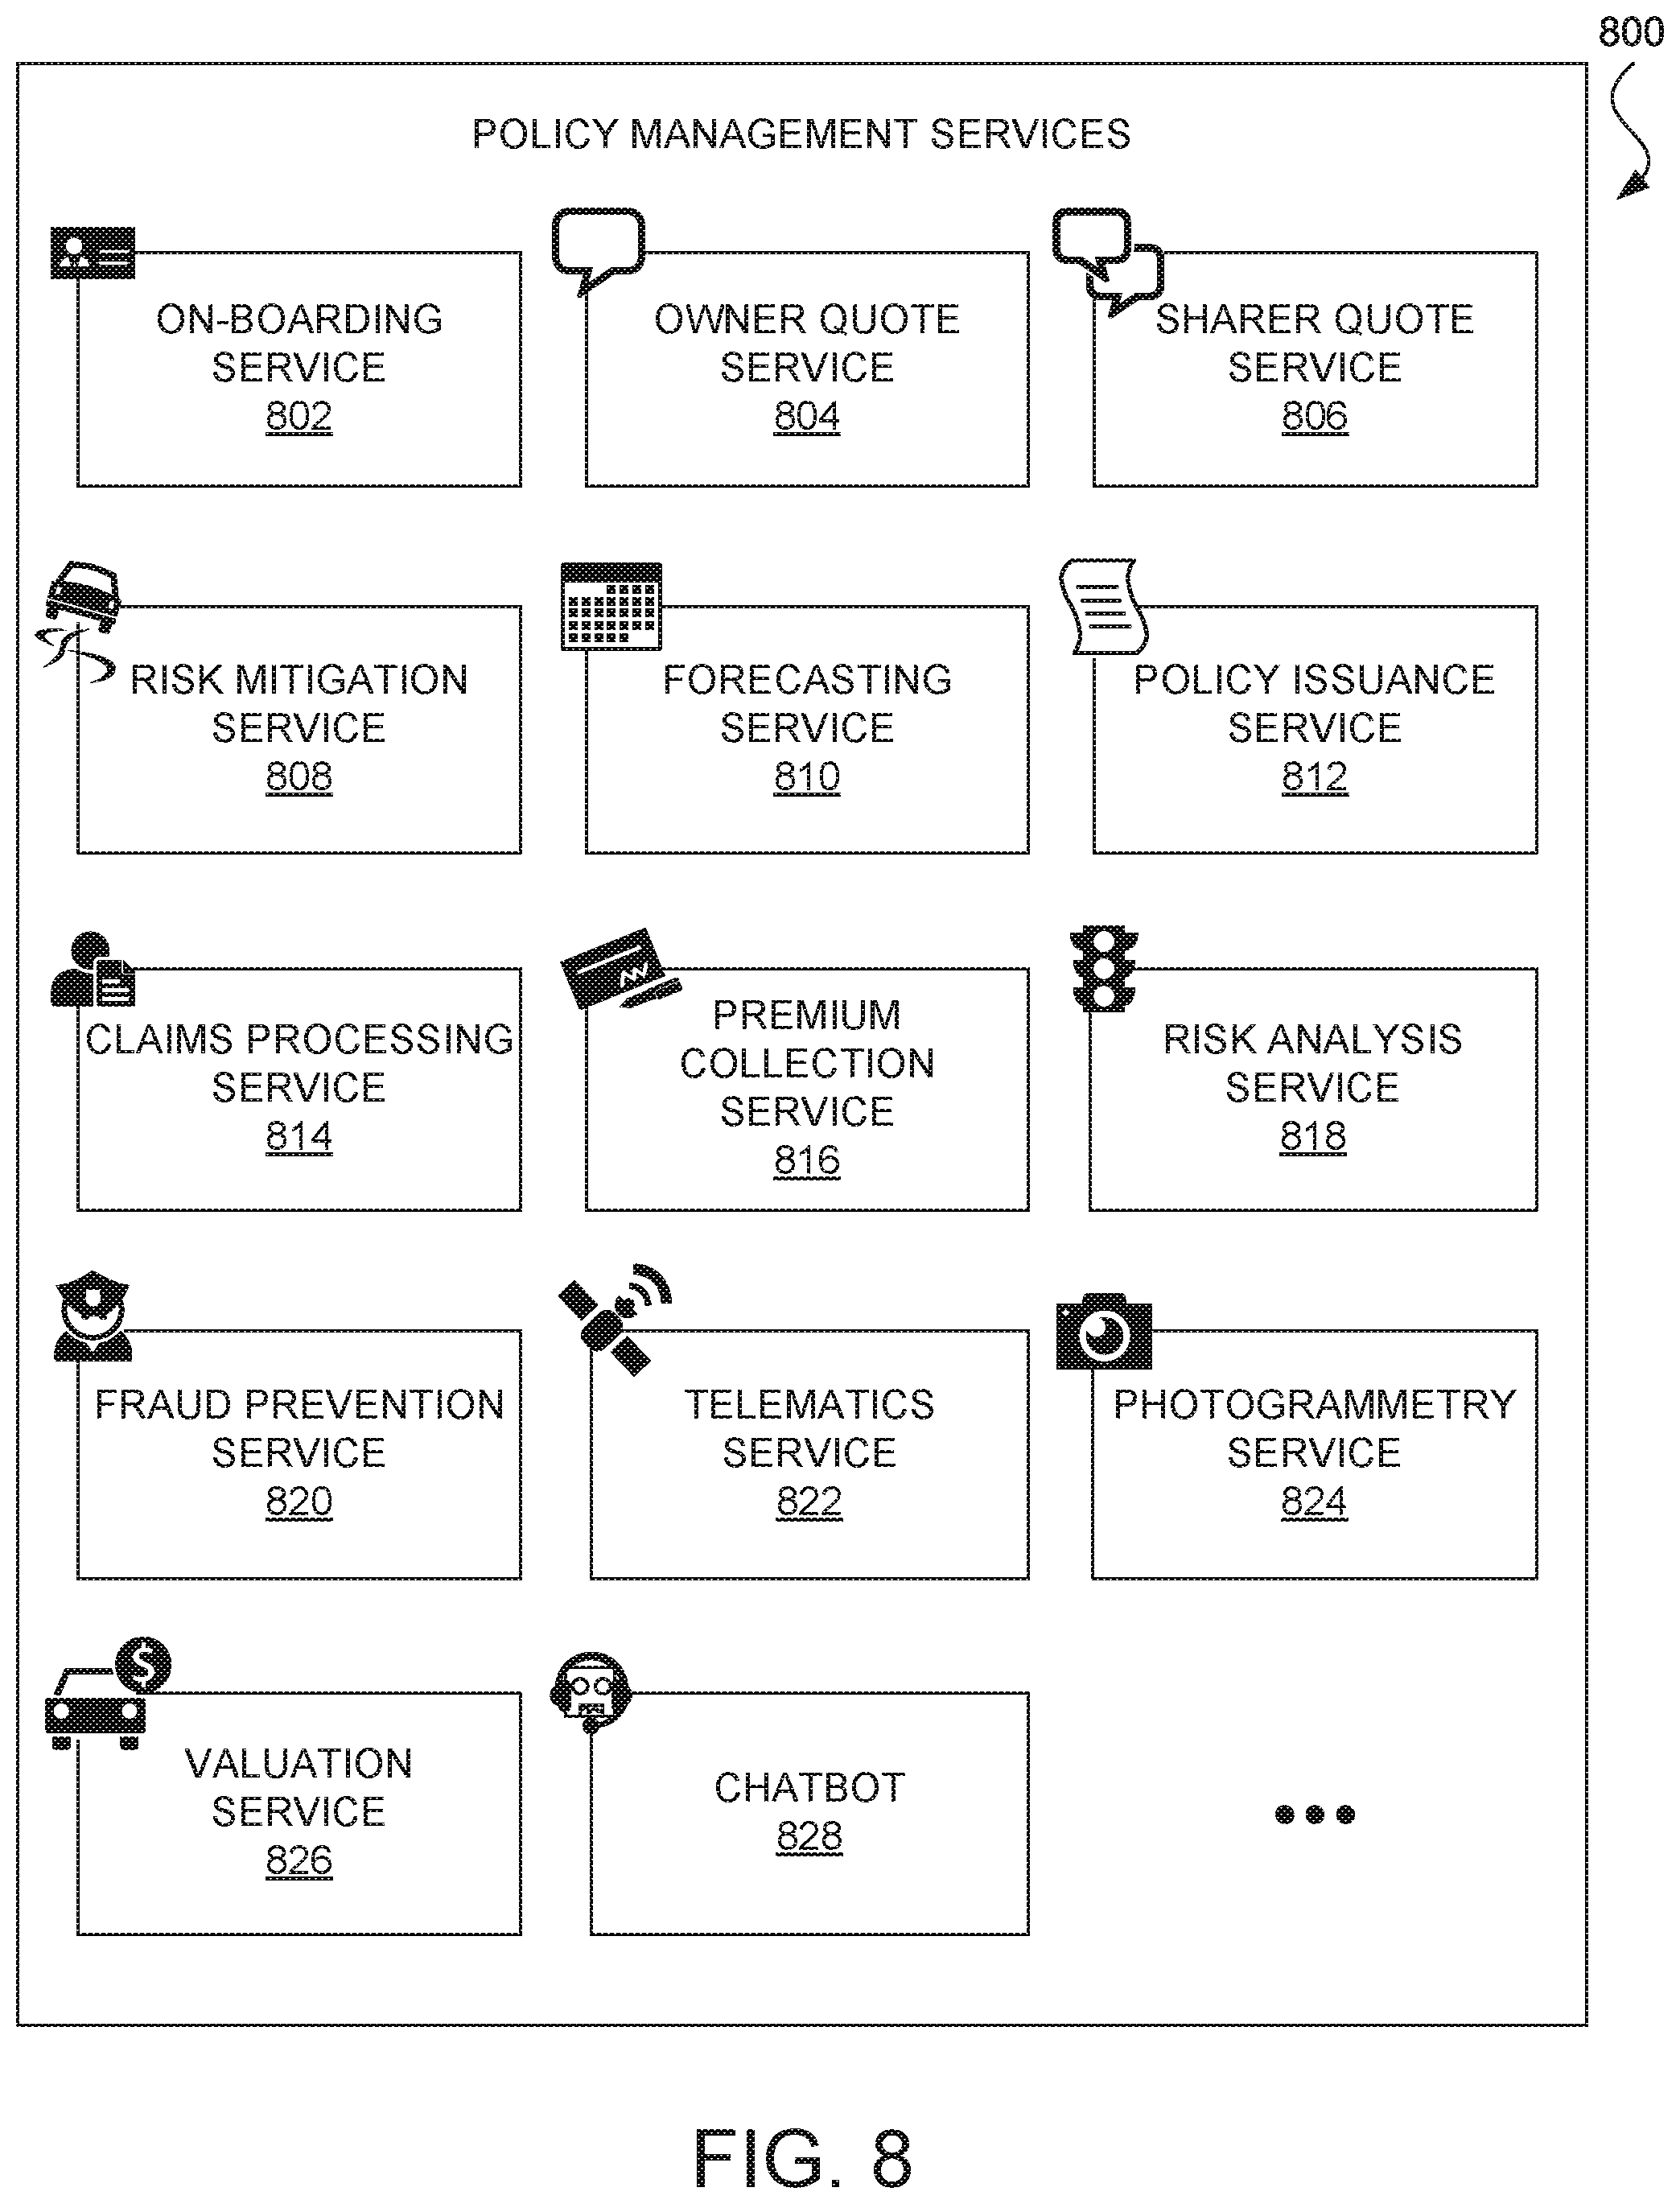 800
POLICY MANAGEMENT SERVICES
ON-BOARDING
SERVICE
802
OWNER QUOTE
SERVICE
804
SHARER QUOTE
SERVICE
806
RISK MITIGATION
SERVICE
808
FORECASTING
SERVICE
810
POLICY ISSUANCE
SERVICE
812
CLAIMS PROCESSING
SERVICE
814
PREMIUM
COLLECTION
SERVICE
816
RISK ANALYSIS
SERVICE
818
FRAUD PREVENTION
SERVICE
820
TELEMATICS
SERVICE
822
PHOTOGRAMMETRY
SERVICE
824
$
VALUATION
SERVICE
826
CHATBOT
828
•••
FIG. 8